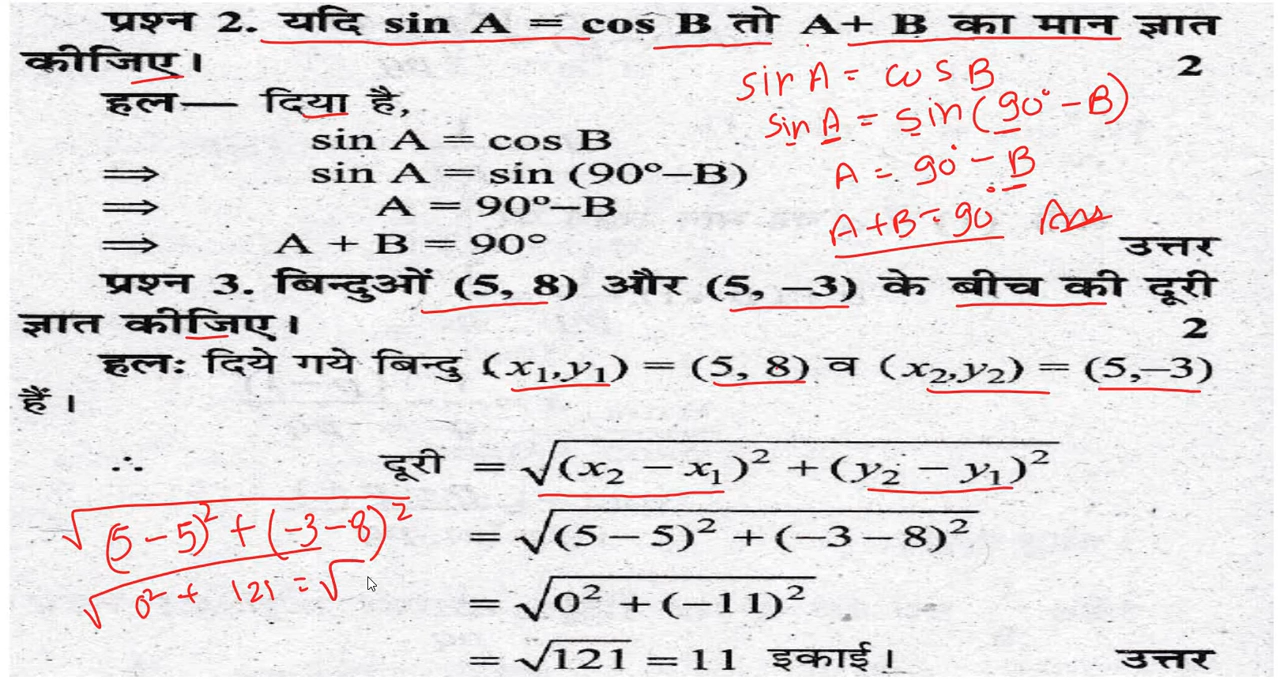 प्रश्न 2. यदि sin A = cos B तो A+ B का मान ज्ञात
कीजिए। 2
sin A = cos B
हल— दिया है,
sin A = sin (90° - B)
sin A = cos B
A = 90° - B
⟹ sin A = sin (90°–B)
⟹ A = 90°–B
A+B = 90° Ans
⟹ A + B = 90° उत्तर
प्रश्न 3. बिन्दुओं (5, 8) और (5, –3) के बीच की दूरी
ज्ञात कीजिए। 2
हल: दिये गये बिन्दु (x₁,y₁) = (5, 8) व (x₂,y₂) = (5,–3)
हैं।
∴ दूरी = √(x₂ – x₁)² + (y₂ – y₁)²
√(5-5)² + (-3-8)²
= √(5 – 5)² + (–3 – 8)²
√0² + 121 = √
= √0² + (–11)²
= √121 = 11 इकाई। उत्तर